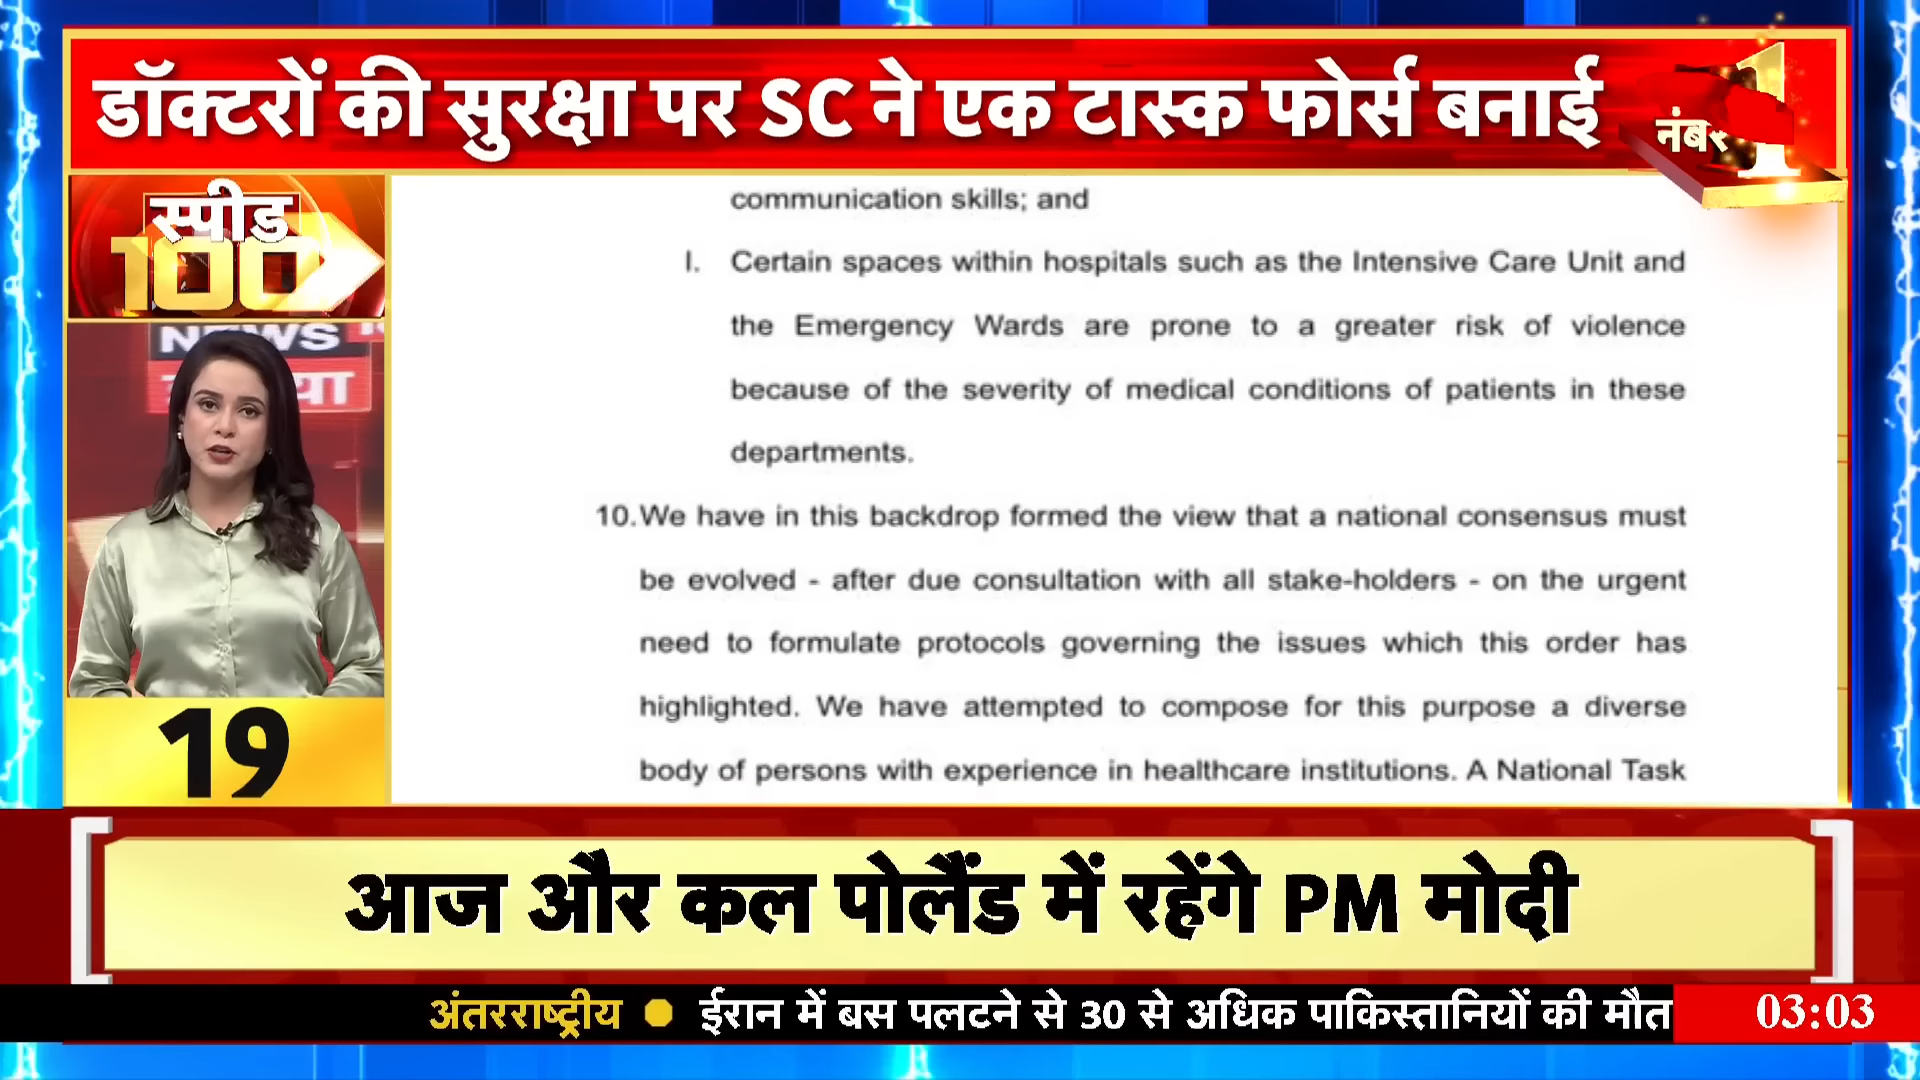 डॉक्टरों की सुरक्षा पर SC ने एक टास्क फोर्स बनाई
नंबर 1
स्पीड
100
NEWS
communication skills; and
I. Certain spaces within hospitals such as the Intensive Care Unit and
the Emergency Wards are prone to a greater risk of violence
because of the severity of medical conditions of patients in these
departments.
10. We have in this backdrop formed the view that a national consensus must
be evolved - after due consultation with all stake-holders - on the urgent
need to formulate protocols governing the issues which this order has
highlighted. We have attempted to compose for this purpose a diverse
body of persons with experience in healthcare institutions. A National Task
19
आज और कल पोलैंड में रहेंगे PM मोदी
अंतरराष्ट्रीय ईरान में बस पलटने से 30 से अधिक पाकिस्तानियों की मौत
03:03